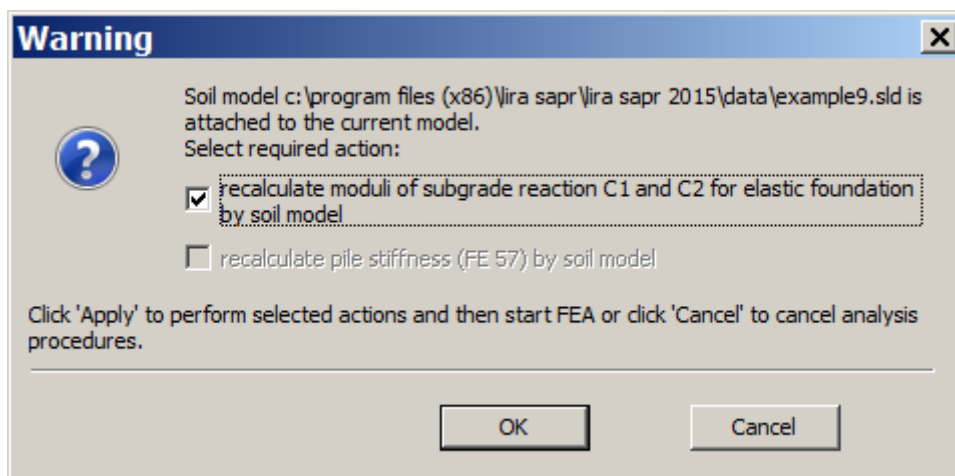 Warning
Soil model c:\program files (x86)\lira sapr\lira sapr 2015\data\example9.sld is
attached to the current model.
Select required action:
recalculate moduli of subgrade reaction C1 and C2 for elastic foundation
by soil model
recalculate pile stiffness (FE 57) by soil model
Click 'Apply' to perform selected actions and then start FEA or click 'Cancel' to cancel analysis
procedures.
OK
Cancel